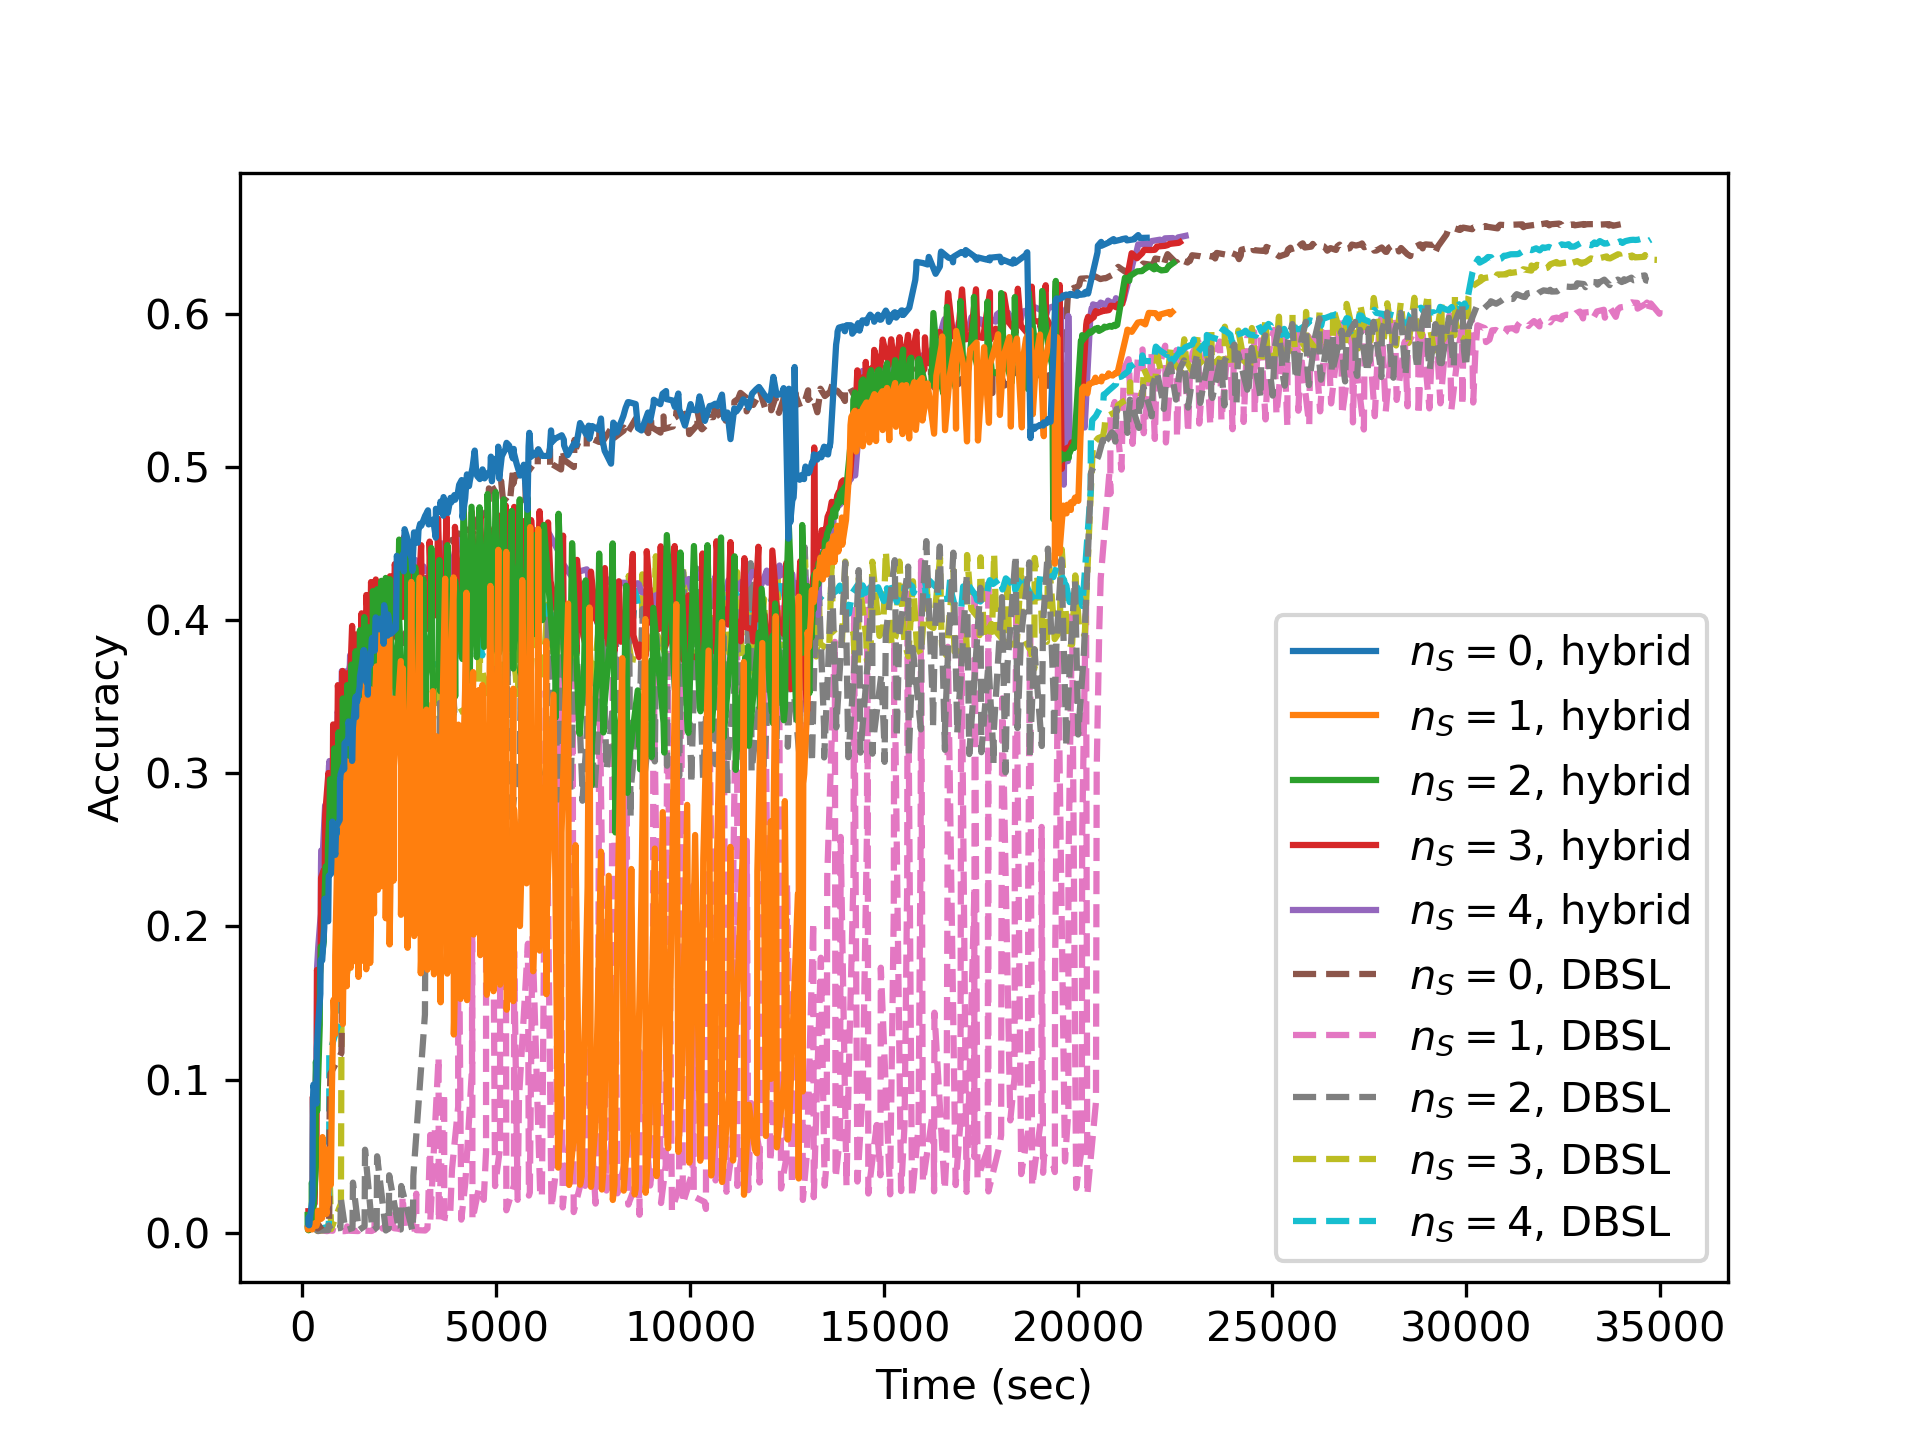 0.6
0.5
0.4
0.3
0.2
0.1
0.0
Accuracy
0 5000 10000 15000 20000 25000 30000 35000
Time (sec)
n_S = 0, hybrid
n_S = 1, hybrid
n_S = 2, hybrid
n_S = 3, hybrid
n_S = 4, hybrid
n_S = 0, DBSL
n_S = 1, DBSL
n_S = 2, DBSL
n_S = 3, DBSL
n_S = 4, DBSL